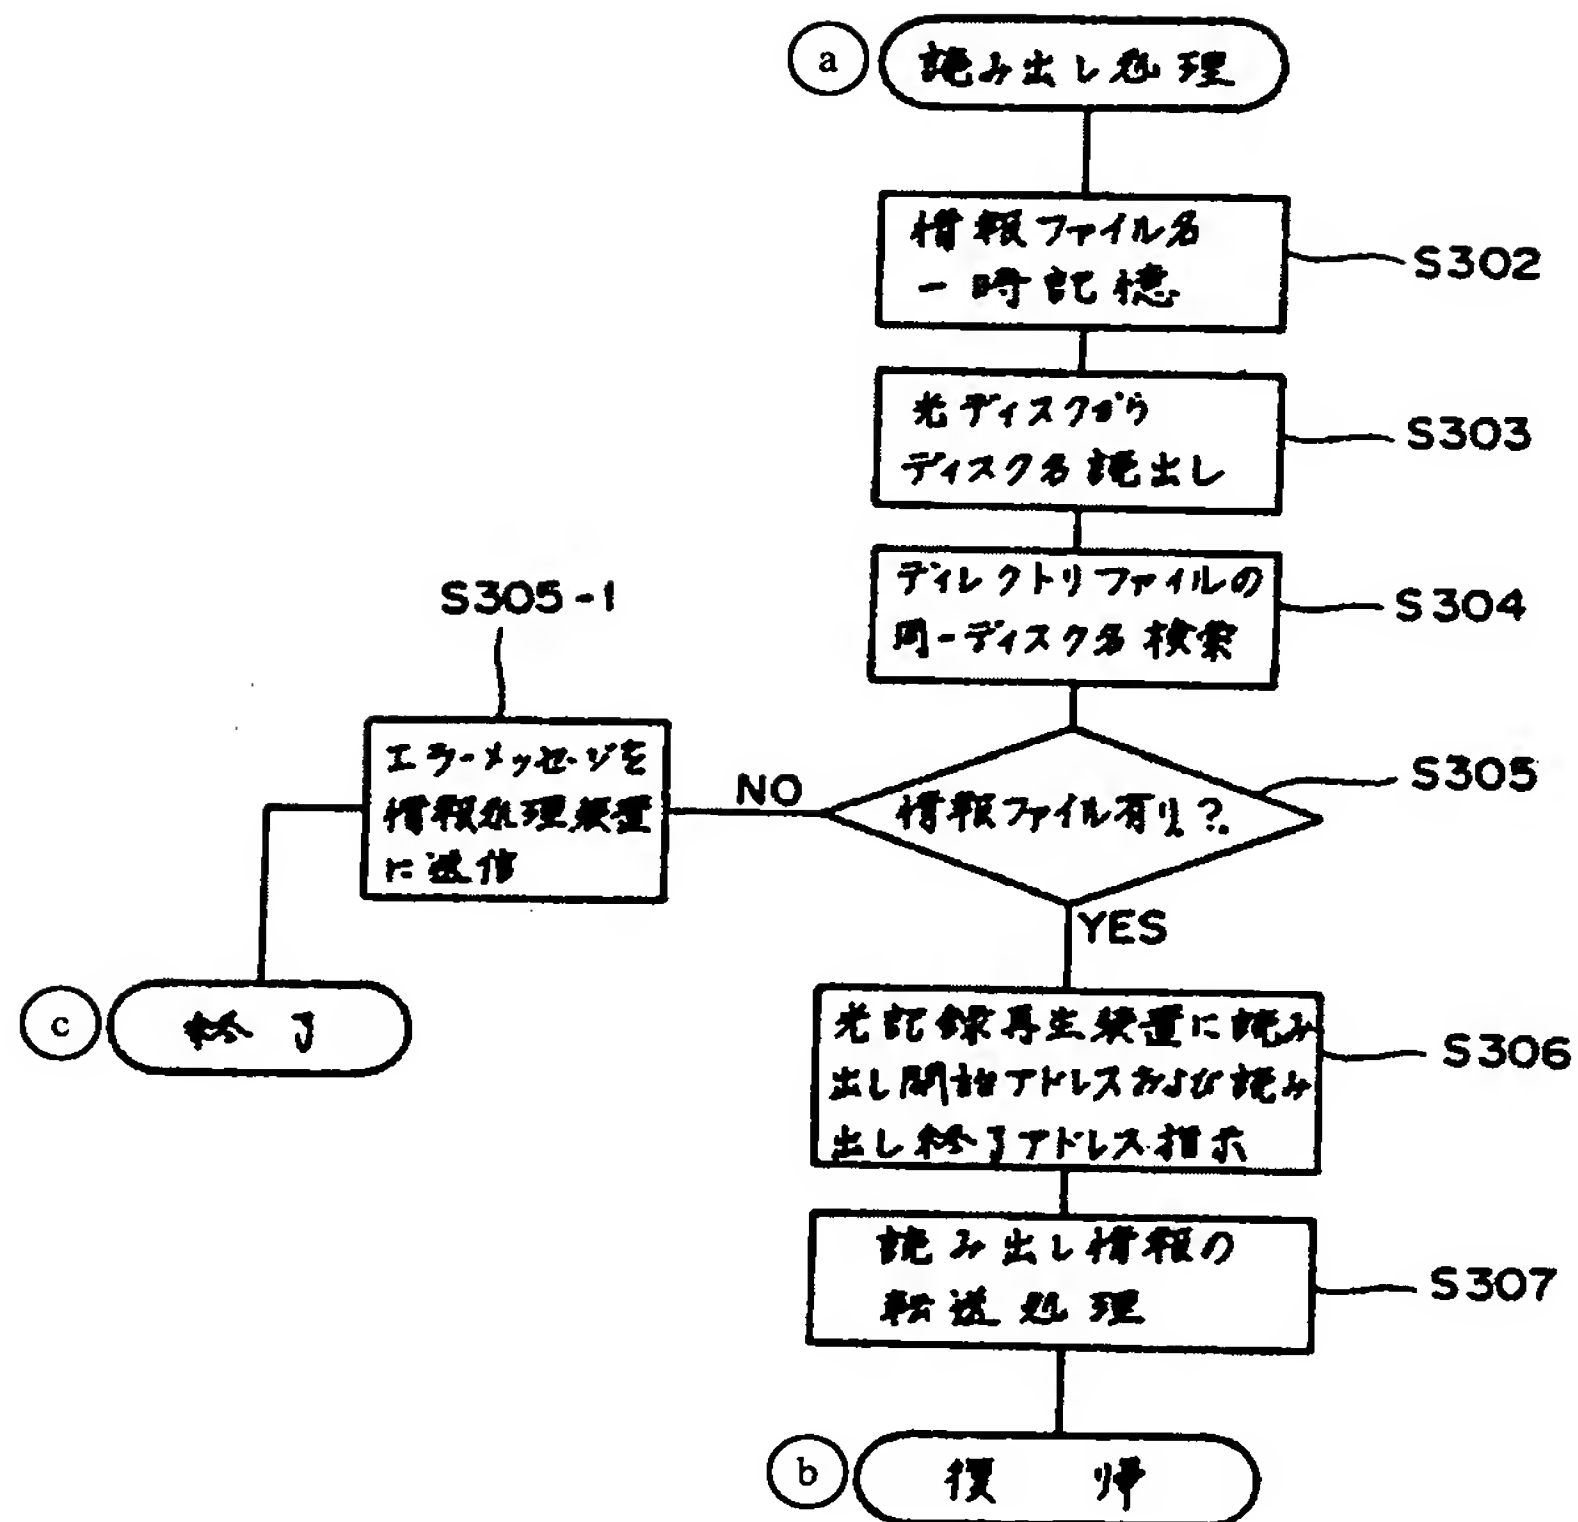 a
読み出し処理
情報ファイル名
一時記憶
S302
光ディスクから
ディスク名読出し
S303
ディレクトリファイルの
同一ディスク名検索
S304
S305-1
エラーメッセージを
情報処理装置
に送信
NO
情報ファイル有り?
S305
YES
c
終了
光記録再生装置に読み
出し開始アドレスおよび読み
出し終了アドレス指示
S306
読み出し情報の
転送処理
S307
b
復帰